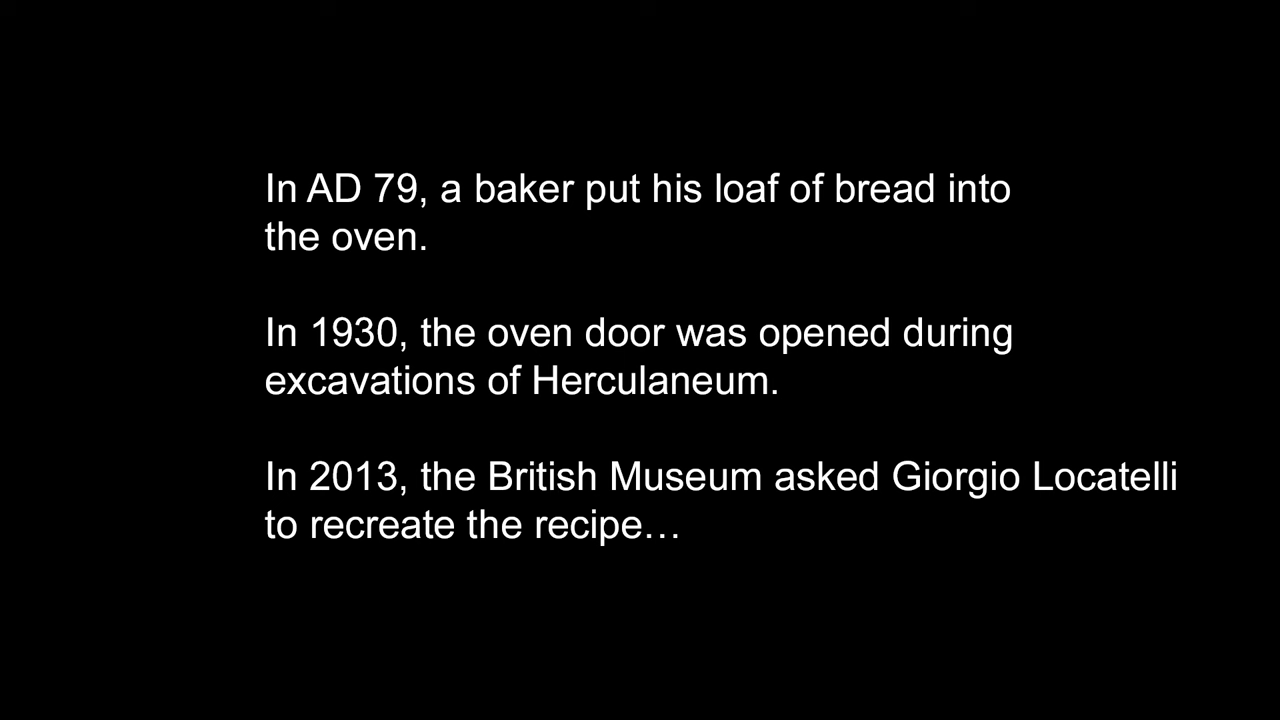 In AD 79, a baker put his loaf of bread into
the oven.
In 1930, the oven door was opened during
excavations of Herculaneum.
In 2013, the British Museum asked Giorgio Locatelli
to recreate the recipe…